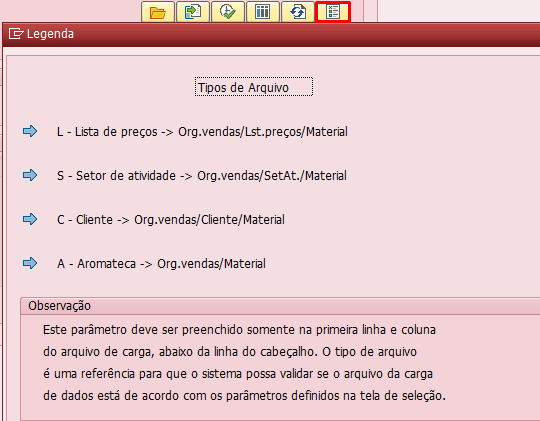 Legenda
Tipos de Arquivo
L - Lista de preços -> Org.vendas/Lst.preços/Material
S - Setor de atividade -> Org.vendas/SetAt./Material
C - Cliente -> Org.vendas/Cliente/Material
A - Aromateca -> Org.vendas/Material
Observação
Este parâmetro deve ser preenchido somente na primeira linha e coluna
do arquivo de carga, abaixo da linha do cabeçalho. O tipo de arquivo
é uma referência para que o sistema possa validar se o arquivo da carga
de dados está de acordo com os parâmetros definidos na tela de seleção.